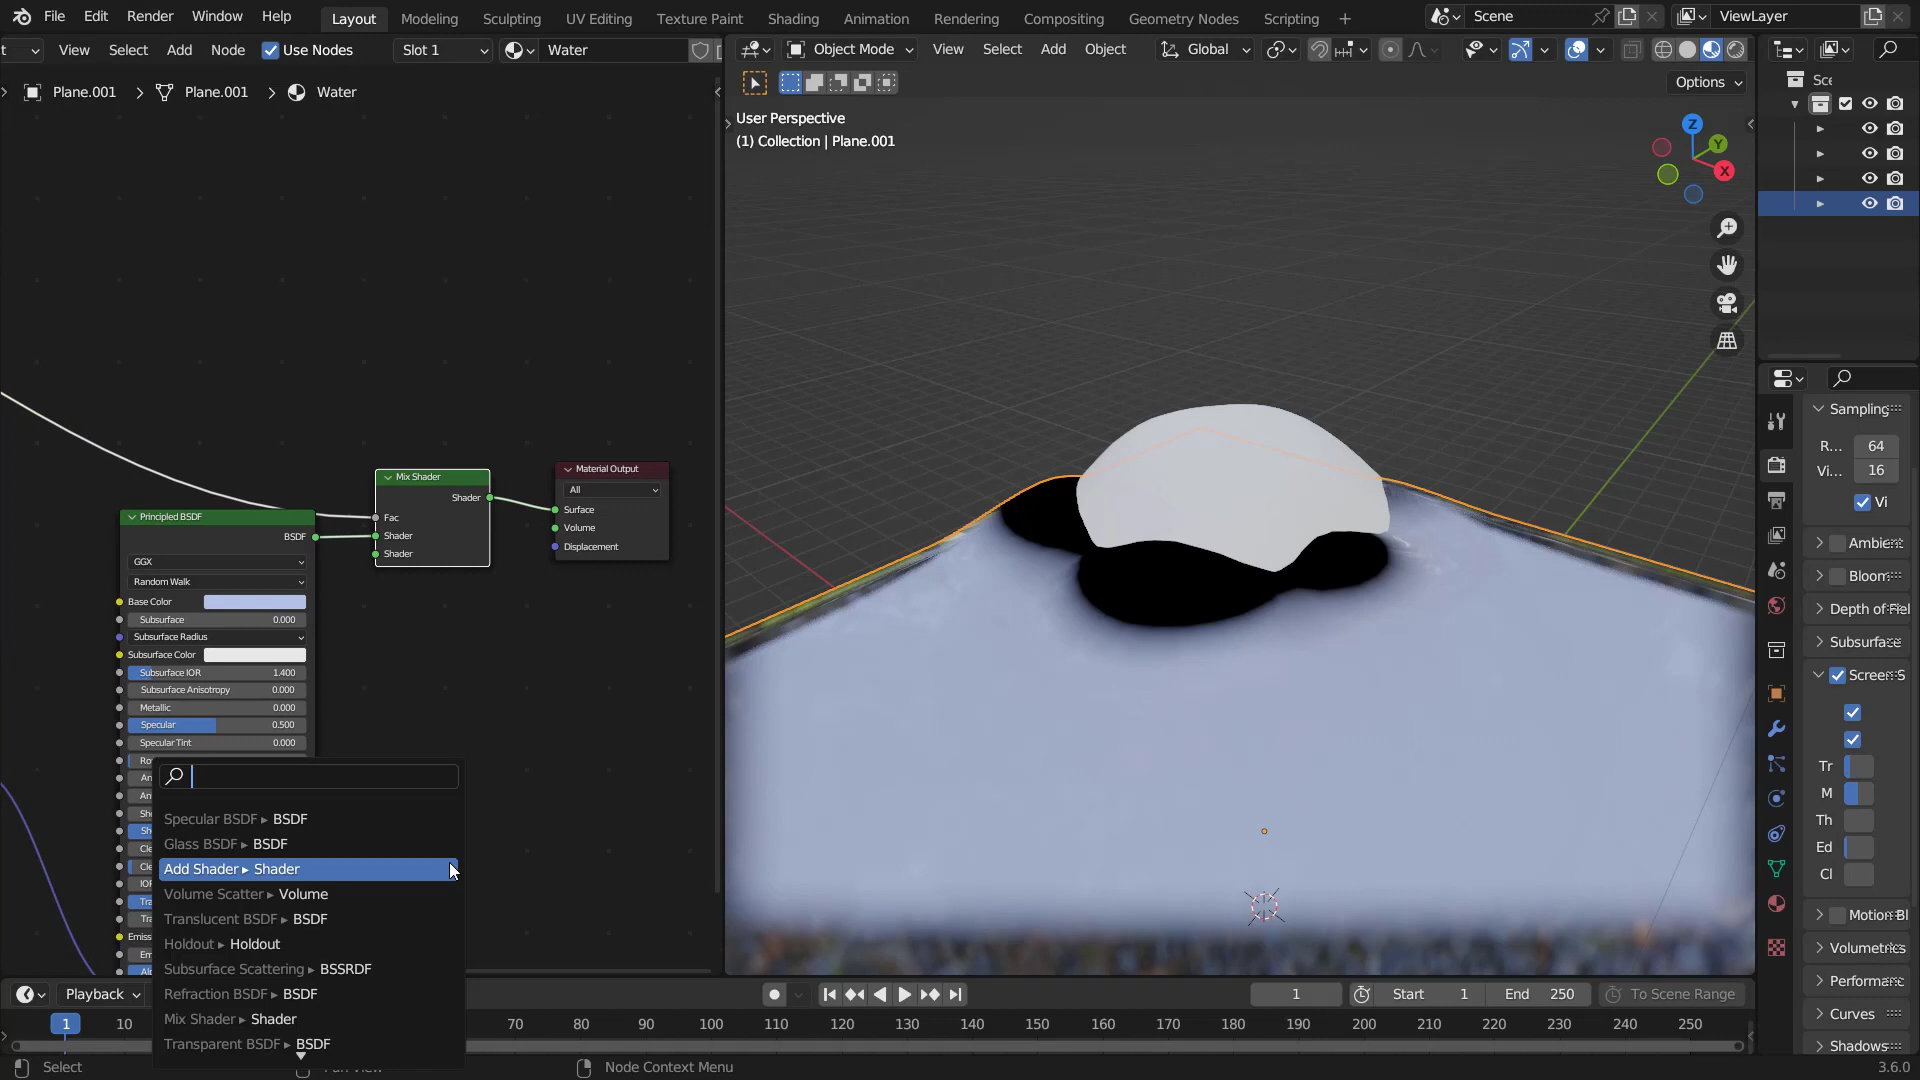 File Edit Render Window Help Layout Modeling Sculpting UV Editing Texture Paint Shading Animation Rendering Compositing Geometry Nodes Scripting + Scene ViewLayer
View Select Add Node Use Nodes Slot 1 Water
Object Mode View Select Add Object Global
Options
Plane.001 > Plane.001 > Water
User Perspective
(1) Collection | Plane.001
Z
Y
X
Mix Shader
Shader
Fac
Shader
Shader
Material Output
All
Surface
Volume
Displacement
Principled BSDF
BSDF
GGX
Random Walk
Base Color
Subsurface 0.000
Subsurface Radius
Subsurface Color
Subsurface IOR 1.400
Subsurface Anisotropy 0.000
Metallic 0.000
Specular 0.500
Specular Tint 0.000
Specular BSDF ▸ BSDF
Glass BSDF ▸ BSDF
Add Shader ▸ Shader
Volume Scatter ▸ Volume
Translucent BSDF ▸ BSDF
Holdout ▸ Holdout
Subsurface Scattering ▸ BSSRDF
Refraction BSDF ▸ BSDF
Mix Shader ▸ Shader
Transparent BSDF ▸ BSDF
Sampling
R... 64
Vi... 16
Vi
Ambient
Bloom
Depth of Fiel
Subsurface
Screen S
Tr
M
Th
Ed
Cl
Motion Bl
Volumetrics
Performanc
Curves
Shadows
Playback
1 Start 1 End 250 To Scene Range
1 10 70 80 90 100 110 120 130 140 150 160 170 180 190 200 210 220 230 240 250
Select Node Context Menu 3.6.0